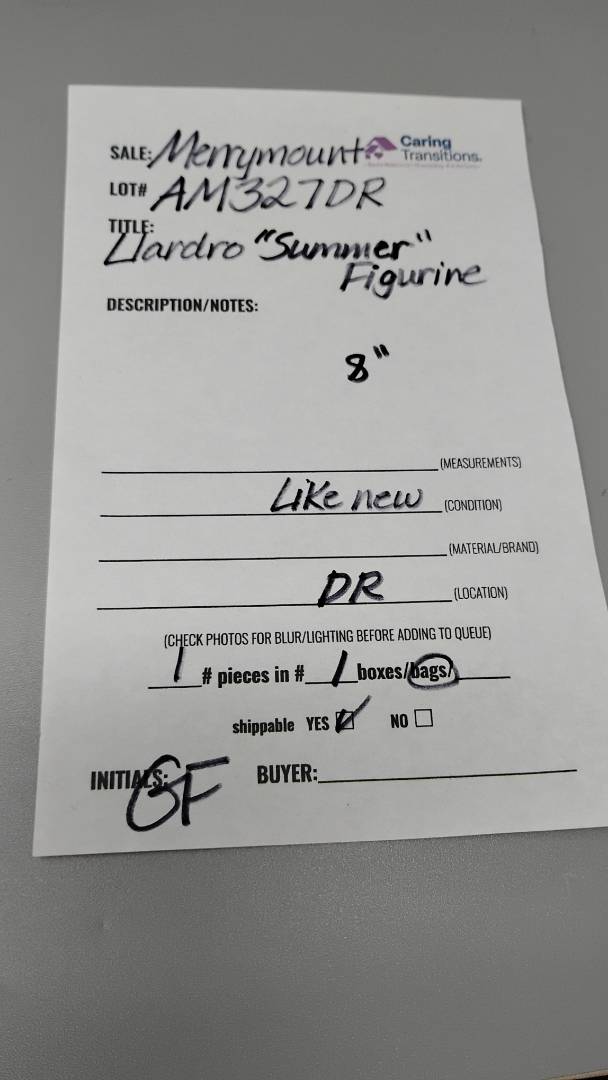 SALE: Merrymount Caring Transitions.
LOT# AM327DR
TITLE:
Lladro "Summer"
Figurine
DESCRIPTION/NOTES:
8"
(MEASUREMENTS)
Like new (CONDITION)
(MATERIAL/BRAND)
DR (LOCATION)
(CHECK PHOTOS FOR BLUR/LIGHTING BEFORE ADDING TO QUEUE)
1 # pieces in # 1 boxes/bags/
shippable YES NO
INITIALS: GF BUYER: